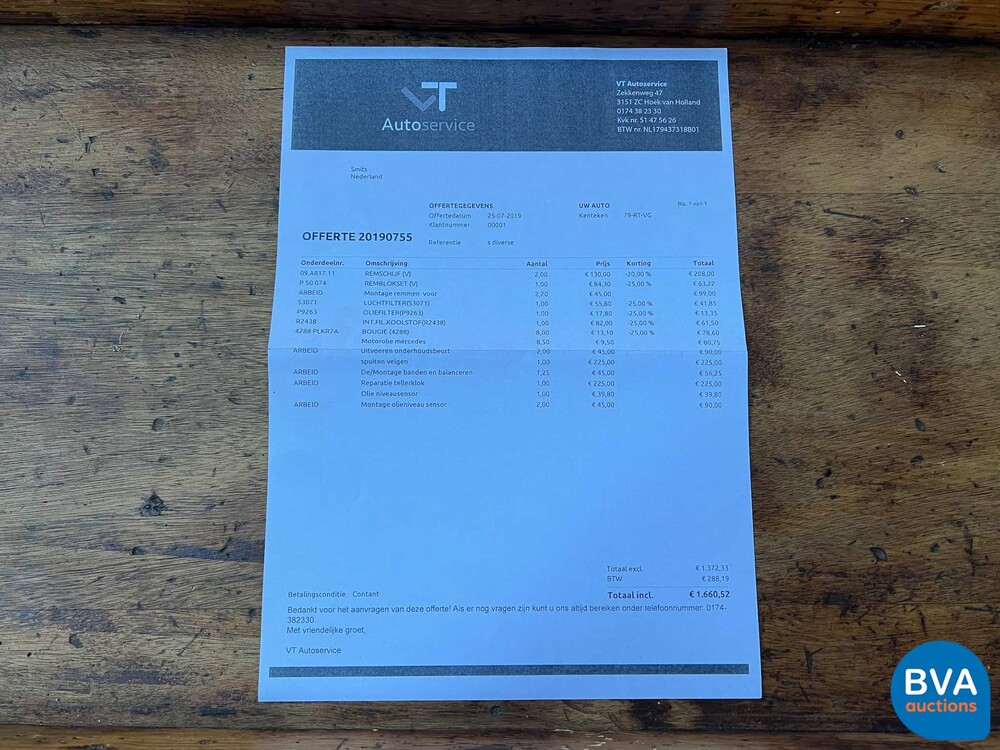 VT
Autoservice
VT Autoservice
Zekkenweg 47
3151 ZC Hoek van Holland
0174 38 23 30
Kvk nr. 51 47 56 26
BTW nr. NL179437318B01
Smits
Nederland
OFFERTEGEGEVENS UW AUTO Blz. 1 van 1
Offertedatum 25-07-2019 Kenteken 79-RT-VG
Klantnummer 00001
OFFERTE 20190755
Referentie s diverse
Onderdeelnr. Omschrijving Aantal Prijs Korting Totaal
09.A817.11 REMSCHIJF (V) 2,00 € 130,00 -20,00 % € 208,00
P 50 074 REMBLOKSET (V) 1,00 € 84,30 -25,00 % € 63,22
ARBEID Montage remmen voor 2,20 € 45,00 € 99,00
S3071 LUCHTFILTER(S3071) 1,00 € 55,80 -25,00 % € 41,85
P9263 OLIEFILTER(P9263) 1,00 € 17,80 -25,00 % € 13,35
R2438 INT.FIL.KOOLSTOF(R2438) 1,00 € 82,00 -25,00 % € 61,50
4288 PLKR7A BOUGIE (4288) 8,00 € 13,10 -25,00 % € 78,60
Motorolie mercedes 8,50 € 9,50 € 80,75
ARBEID Uitvoeren onderhoudsbeurt 2,00 € 45,00 € 90,00
spuiten velgen 1,00 € 225,00 € 225,00
ARBEID De/Montage banden en balanceren 1,25 € 45,00 € 56,25
ARBEID Reparatie tellerklok 1,00 € 225,00 € 225,00
Olie niveausensor 1,00 € 39,80 € 39,80
ARBEID Montage olieniveau sensor 2,00 € 45,00 € 90,00
Totaal excl. € 1.372,33
BTW € 288,19
Betalingsconditie Contant Totaal incl. € 1.660,52
Bedankt voor het aanvragen van deze offerte! Als er nog vragen zijn kunt u ons altijd bereiken onder telefoonnummer: 0174-
382330.
Met vriendelijke groet,
VT Autoservice
BVA
auctions